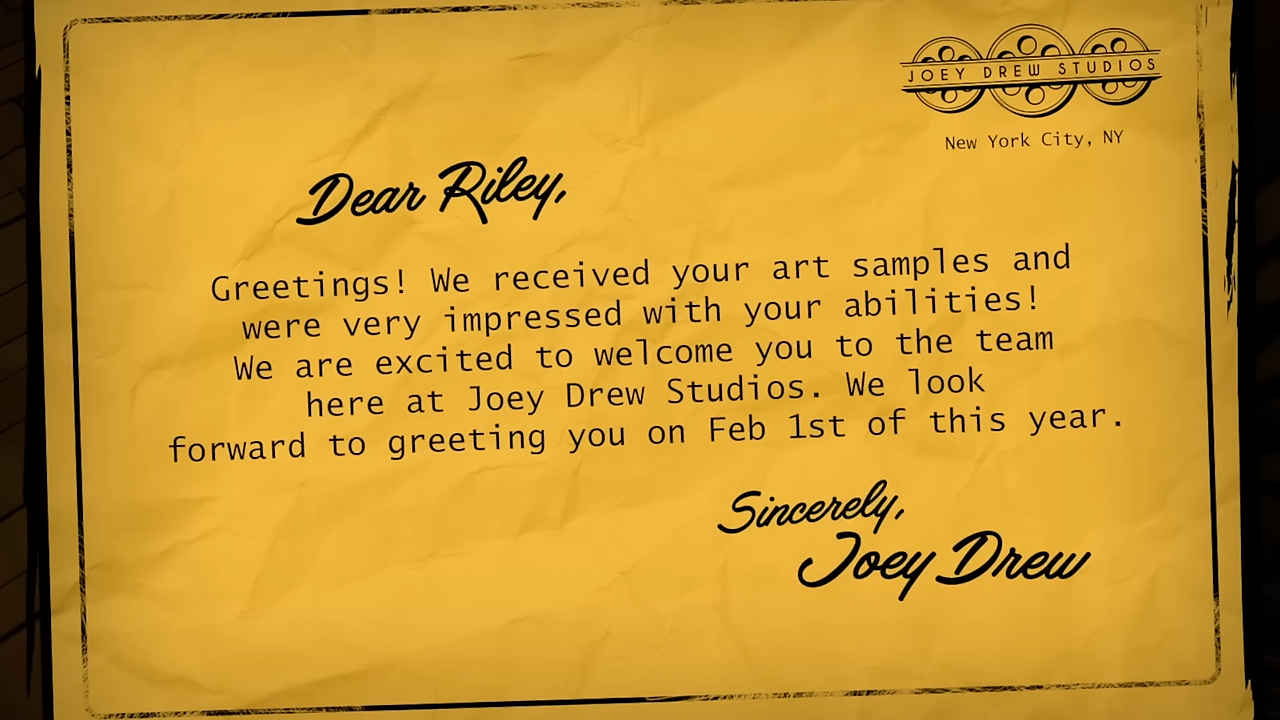 JOEY DREW STUDIOS
New York City, NY
Dear Riley,
Greetings! We received your art samples and
were very impressed with your abilities!
We are excited to welcome you to the team
here at Joey Drew Studios. We look
forward to greeting you on Feb 1st of this year.
Sincerely,
Joey Drew